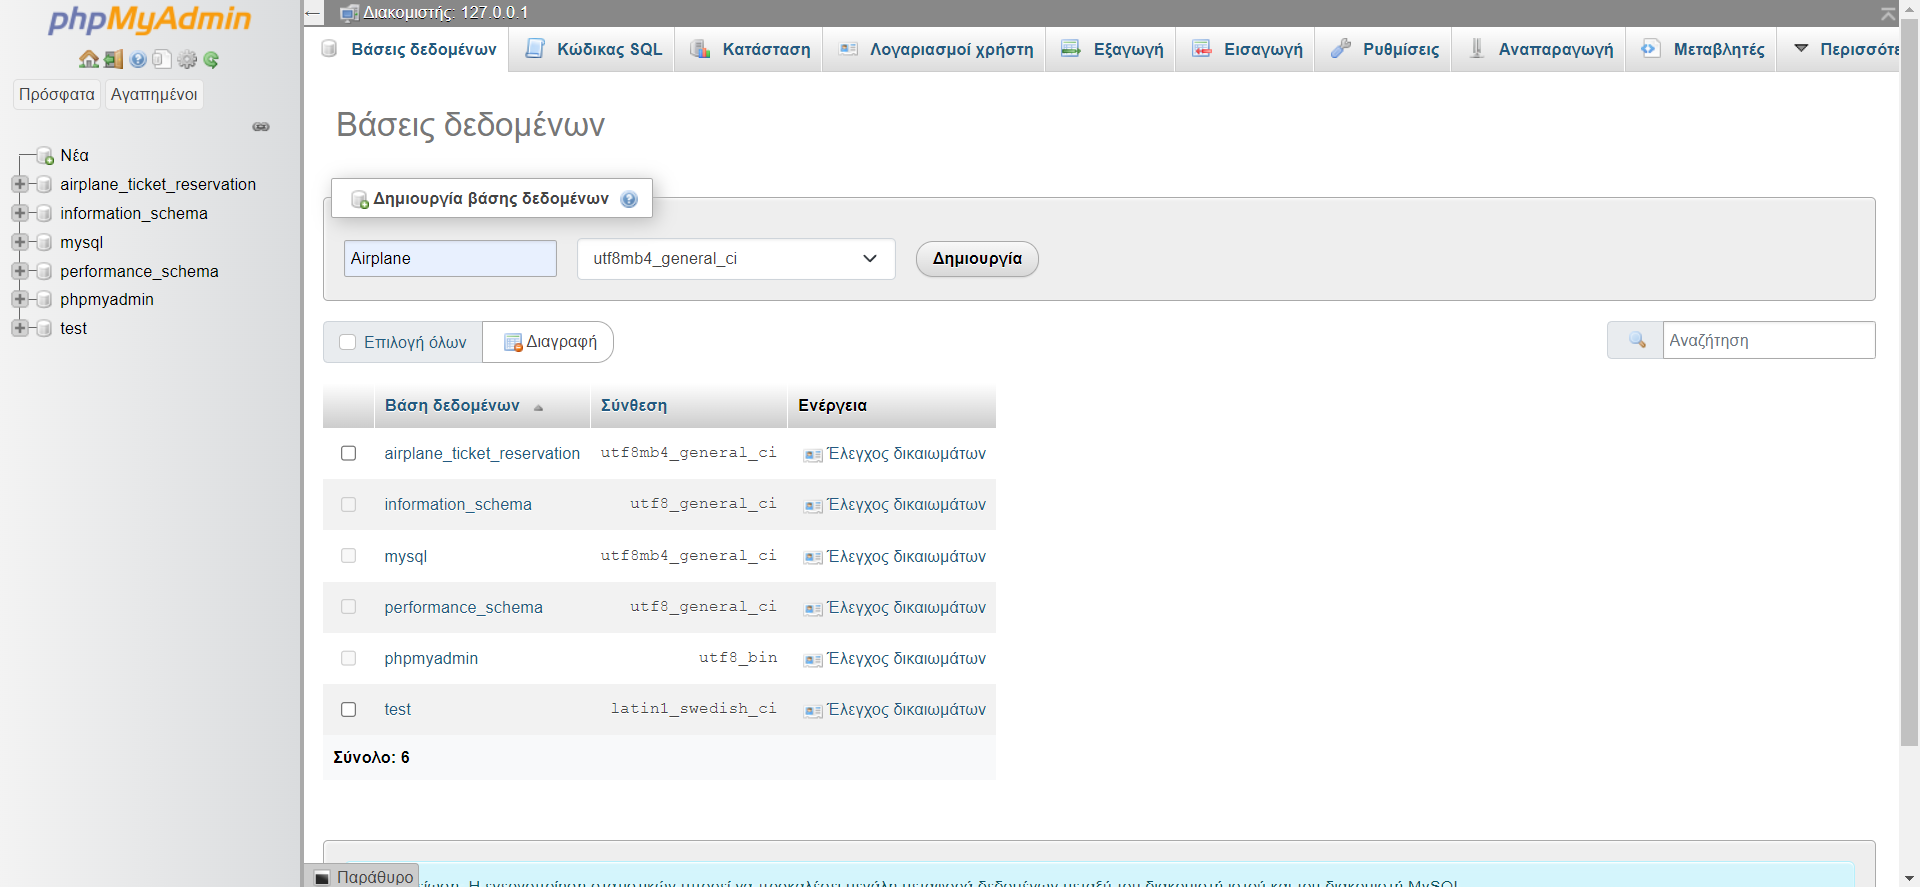 phpMyAdmin
Πρόσφατα Αγαπημένοι
Νέα
airplane_ticket_reservation
information_schema
mysql
performance_schema
phpmyadmin
test
Διακομιστής: 127.0.0.1
Βάσεις δεδομένων Κώδικας SQL Κατάσταση Λογαριασμοί χρήστη Εξαγωγή Εισαγωγή Ρυθμίσεις Αναπαραγωγή Μεταβλητές Περισσότε
Βάσεις δεδομένων
Δημιουργία βάσης δεδομένων
Airplane utf8mb4_general_ci Δημιουργία
Επιλογή όλων Διαγραφή Αναζήτηση
Βάση δεδομένων Σύνθεση Ενέργεια
airplane_ticket_reservation utf8mb4_general_ci Έλεγχος δικαιωμάτων
information_schema utf8_general_ci Έλεγχος δικαιωμάτων
mysql utf8mb4_general_ci Έλεγχος δικαιωμάτων
performance_schema utf8_general_ci Έλεγχος δικαιωμάτων
phpmyadmin utf8_bin Έλεγχος δικαιωμάτων
test latin1_swedish_ci Έλεγχος δικαιωμάτων
Σύνολο: 6
Παράθυρο